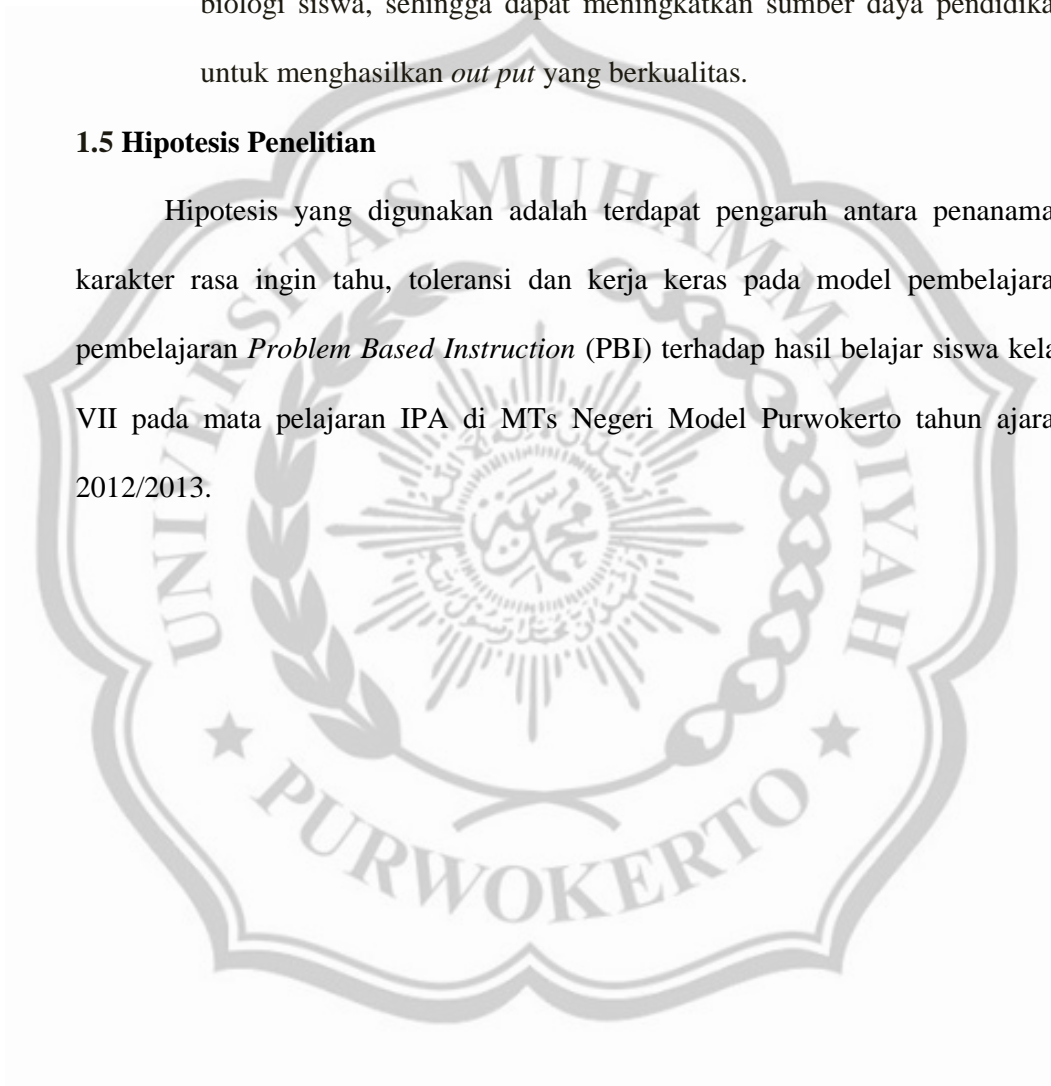 biologi siswa, sehingga dapat meningkatkan sumber daya pendidika
untuk menghasilkan out put yang berkualitas.
1.5 Hipotesis Penelitian
Hipotesis yang digunakan adalah terdapat pengaruh antara penanama
karakter rasa ingin tahu, toleransi dan kerja keras pada model pembelajara
pembelajaran Problem Based Instruction (PBI) terhadap hasil belajar siswa kela
VII pada mata pelajaran IPA di MTs Negeri Model Purwokerto tahun ajara
2012/2013.
UNIVERSITAS MUHAMMADIYAH
PURWOKERTO